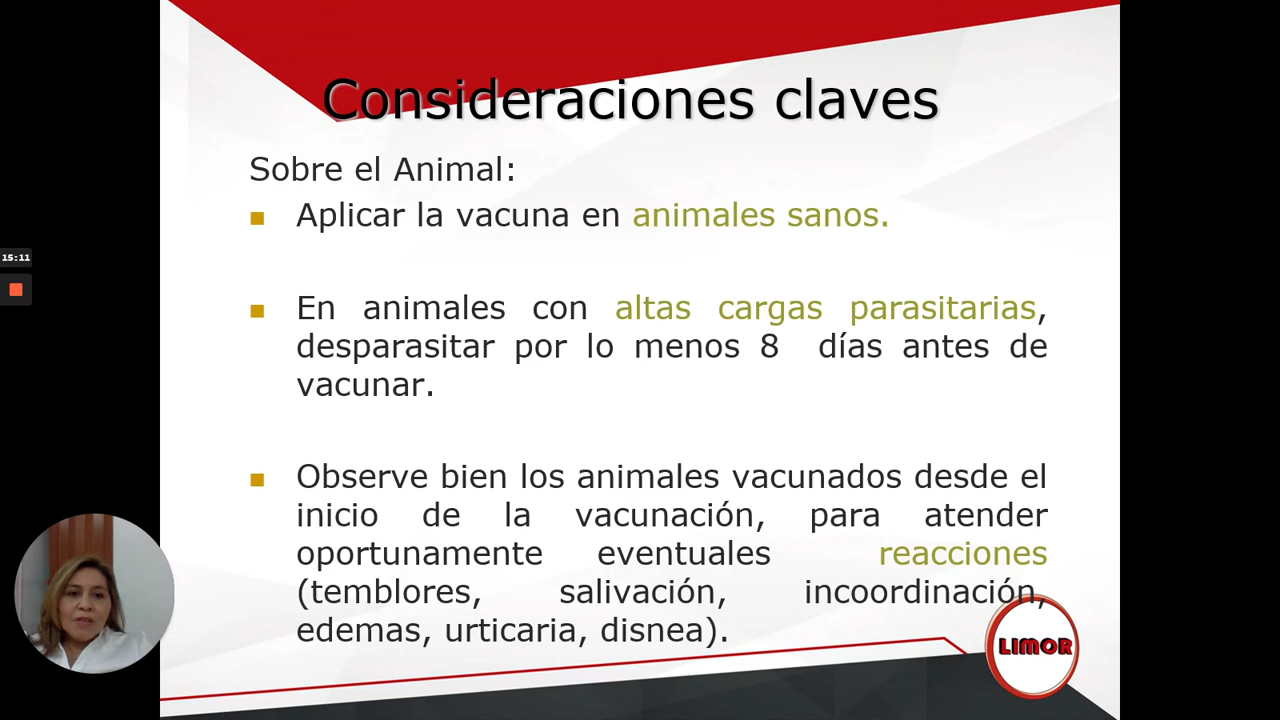 Consideraciones claves
Sobre el Animal:
Aplicar la vacuna en animales sanos.
En animales con altas cargas parasitarias,
desparasitar por lo menos 8 días antes de
vacunar.
Observe bien los animales vacunados desde el
inicio de la vacunación, para atender
oportunamente eventuales reacciones
(temblores, salivación, incoordinación,
edemas, urticaria, disnea).
15:11
LIMOR